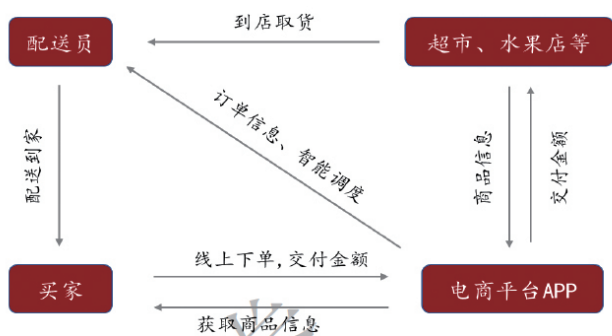 到店取货
配送员
超市、水果店等
订单信息、智能调度
配送到家
商品信息
交付金额
线上下单,交付金额
买家
电商平台APP
获取商品信息